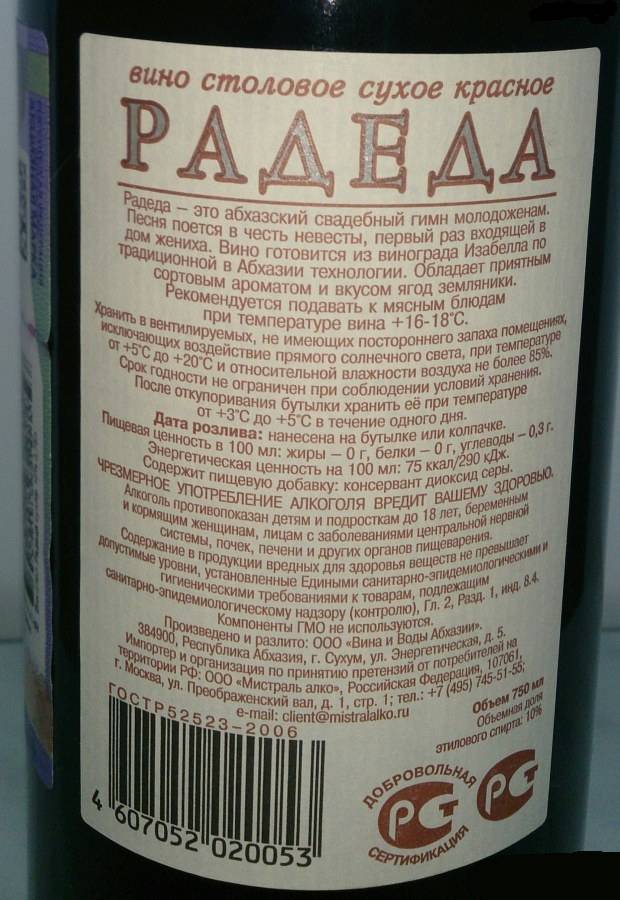 вино столовое сухое красное
РАДЕДА
Радеда – это абхазский свадебный гимн молодоженам.
Песня поется в честь невесты, первый раз входящей в
дом жениха. Вино готовится из винограда Изабелла по
традиционной в Абхазии технологии. Обладает приятным
сортовым ароматом и вкусом ягод земляники.
Рекомендуется подавать к мясным блюдам
при температуре вина +16-18°С.
Хранить в вентилируемых, не имеющих постороннего запаха помещениях,
исключающих воздействие прямого солнечного света, при температуре
от +5°С до +20°С и относительной влажности воздуха не более 85%.
Срок годности не ограничен при соблюдении условий хранения.
После откупоривания бутылки хранить её при температуре
от +3°С до +5°С в течение одного дня.
Дата розлива: нанесена на бутылке или колпачке.
Пищевая ценность в 100 мл: жиры – 0 г, белки – 0 г, углеводы – 0,3 г.
Энергетическая ценность на 100 мл: 75 ккал/290 кДж.
Содержит пищевую добавку: консервант диоксид серы.
ЧРЕЗМЕРНОЕ УПОТРЕБЛЕНИЕ АЛКОГОЛЯ ВРЕДИТ ВАШЕМУ ЗДОРОВЬЮ.
Алкоголь противопоказан детям и подросткам до 18 лет, беременным
и кормящим женщинам, лицам с заболеваниями центральной нервной
системы, почек, печени и других органов пищеварения.
Содержание в продукции вредных для здоровья веществ не превышает
допустимые уровни, установленные Едиными санитарно-эпидемиологическими и
гигиеническими требованиями к товарам, подлежащим
санитарно-эпидемиологическому надзору (контролю), Гл. 2, Разд. 1, инд. 8.4.
Компоненты ГМО не используются.
Произведено и разлито: ООО «Вина и Воды Абхазии».
384900, Республика Абхазия, г. Сухум, ул. Энергетическая, д. 5.
Импортер и организация по принятию претензий от потребителей на
территории РФ: ООО «Мистраль алко», Российская Федерация, 107061,
г. Москва, ул. Преображенский вал, д. 1, стр. 1; тел.: +7 (495) 745-51-55;
e-mail: client@mistralalko.ru
Объем 750 мл
Объемная доля
этилового спирта: 10%
ГОСТ Р 52523–2006
4 607052 020053
ДОБРОВОЛЬНАЯ
РСТ
СЕРТИФИКАЦИЯ
РСТ